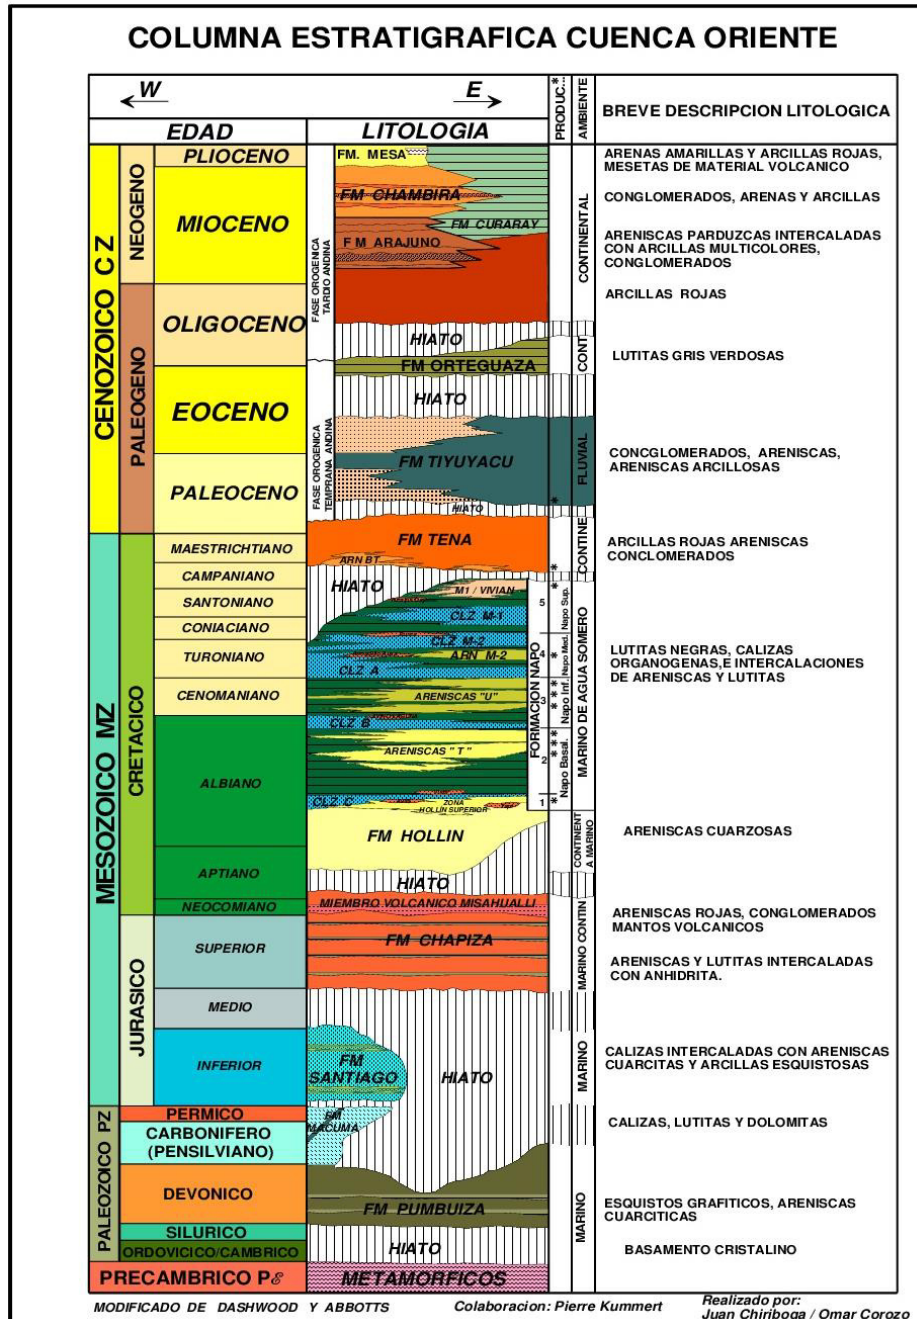 COLUMNA ESTRATIGRAFICA CUENCA ORIENTE
W
E
EDAD
LITOLOGIA
PRODUC...
AMBIENTE
BREVE DESCRIPCION LITOLOGICA
CENOZOICO C Z
NEOGENO
PLIOCENO
MIOCENO
PALEOGENO
OLIGOCENO
EOCENO
PALEOCENO
MESOZOICO MZ
CRETACICO
MAESTRICHTIANO
CAMPANIANO
SANTONIANO
CONIACIANO
TURONIANO
CENOMANIANO
ALBIANO
APTIANO
NEOCOMIANO
JURASICO
SUPERIOR
MEDIO
INFERIOR
PALEOZOICO PZ
PERMICO
CARBONIFERO
(PENSILVIANO)
DEVONICO
SILURICO
ORDOVICICO/CAMBRICO
PRECAMBRICO P
FASE OROGENICA
TARDIO ANDINA
FASE OROGENICA
TEMPRANA ANDINA
FM. MESA
FM CHAMBIRA
FM CURARAY
FM ARAJUNO
HIATO
FM ORTEGUAZA
HIATO
FM TIYUYACU
HIATO
FM TENA
ARN BT
HIATO
M1 / VIVIAN
CLZ M-1
CLZ M-2
ARN M-2
CLZ A
ARENISCAS "U"
CLZ B
ARENISCAS " T "
CLZ C
ZONA
HOLLIN SUPERIOR
FM HOLLIN
HIATO
MIEMBRO VOLCANICO MISAHUALLI
FM CHAPIZA
FM
SANTIAGO
HIATO
FM
MACUMA
FM PUMBUIZA
HIATO
METAMORFICOS
FORMACION NAPO
5
4
3
2
1
Napo Sup.
Napo Med.
Napo Inf.
Napo Basal.
CONTINENTAL
CONT
FLUVIAL
CONTINE
MARINO DE AGUA SOMERO
CONTINENT
A MARINO
MARINO CONTIN
MARINO
MARINO
ARENAS AMARILLAS Y ARCILLAS ROJAS,
MESETAS DE MATERIAL VOLCANICO
CONGLOMERADOS, ARENAS Y ARCILLAS
ARENISCAS PARDUZCAS INTERCALADAS
CON ARCILLAS MULTICOLORES,
CONGLOMERADOS
ARCILLAS ROJAS
LUTITAS GRIS VERDOSAS
CONCGLOMERADOS, ARENISCAS,
ARENISCAS ARCILLOSAS
ARCILLAS ROJAS ARENISCAS
CONCLOMERADOS
LUTITAS NEGRAS, CALIZAS
ORGANOGENAS,E INTERCALACIONES
DE ARENISCAS Y LUTITAS
ARENISCAS CUARZOSAS
ARENISCAS ROJAS, CONGLOMERADOS
MANTOS VOLCANICOS
ARENISCAS Y LUTITAS INTERCALADAS
CON ANHIDRITA.
CALIZAS INTERCALADAS CON ARENISCAS
CUARCITAS Y ARCILLAS ESQUISTOSAS
CALIZAS, LUTITAS Y DOLOMITAS
ESQUISTOS GRAFITICOS, ARENISCAS
CUARCITICAS
BASAMENTO CRISTALINO
MODIFICADO DE DASHWOOD Y ABBOTTS
Colaboracion: Pierre Kummert
Realizado por:
Juan Chiriboga / Omar Corozo